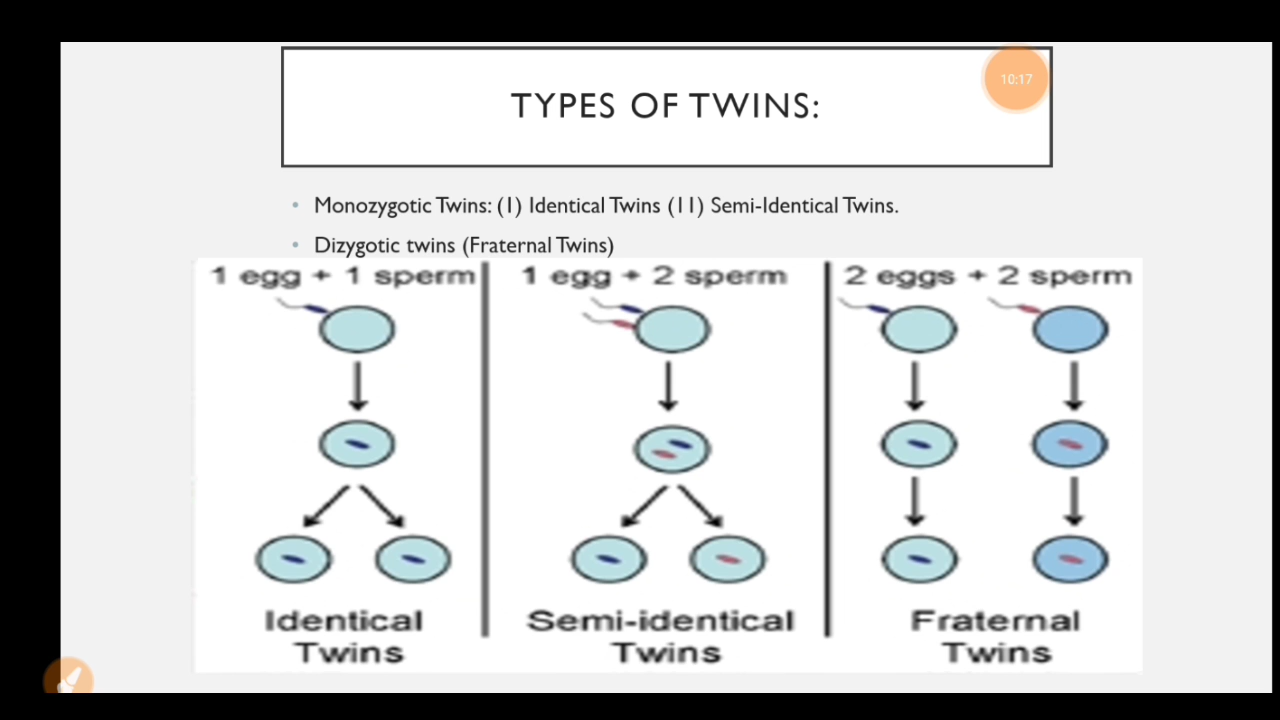 TYPES OF TWINS:
10:17
• Monozygotic Twins: (1) Identical Twins (11) Semi-Identical Twins.
• Dizygotic twins (Fraternal Twins)
1 egg + 1 sperm
1 egg + 2 sperm
2 eggs + 2 sperm
Identical
Twins
Semi-identical
Twins
Fraternal
Twins